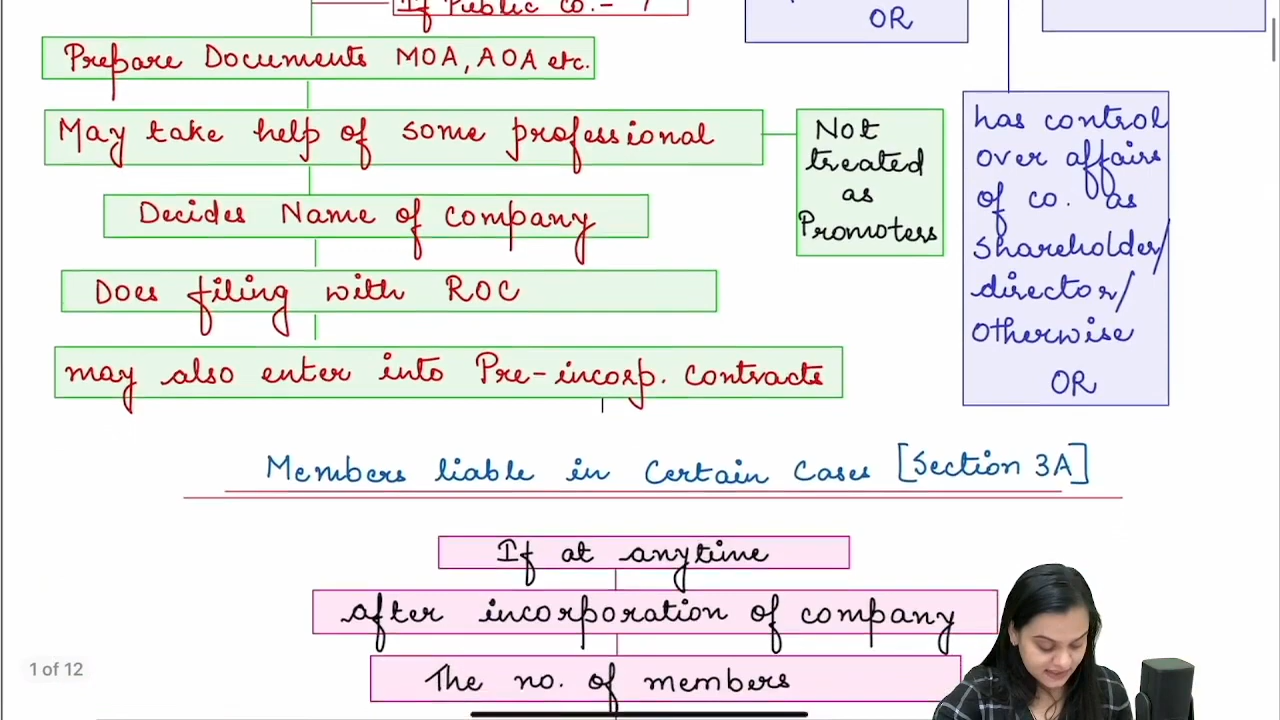 If Public Co. -
OR
Prepare Documents MOA, AOA etc.
May take help of some professional
Not
treated
as
Promoters
Decides Name of company
Does filing with ROC
may also enter into Pre-incorp. Contracts
has control
over affairs
of co. as
Shareholder/
director/
Otherwise
OR
Members liable in Certain Cases [Section 3A]
If at anytime
after incorporation of company
The no. of members
1 of 12